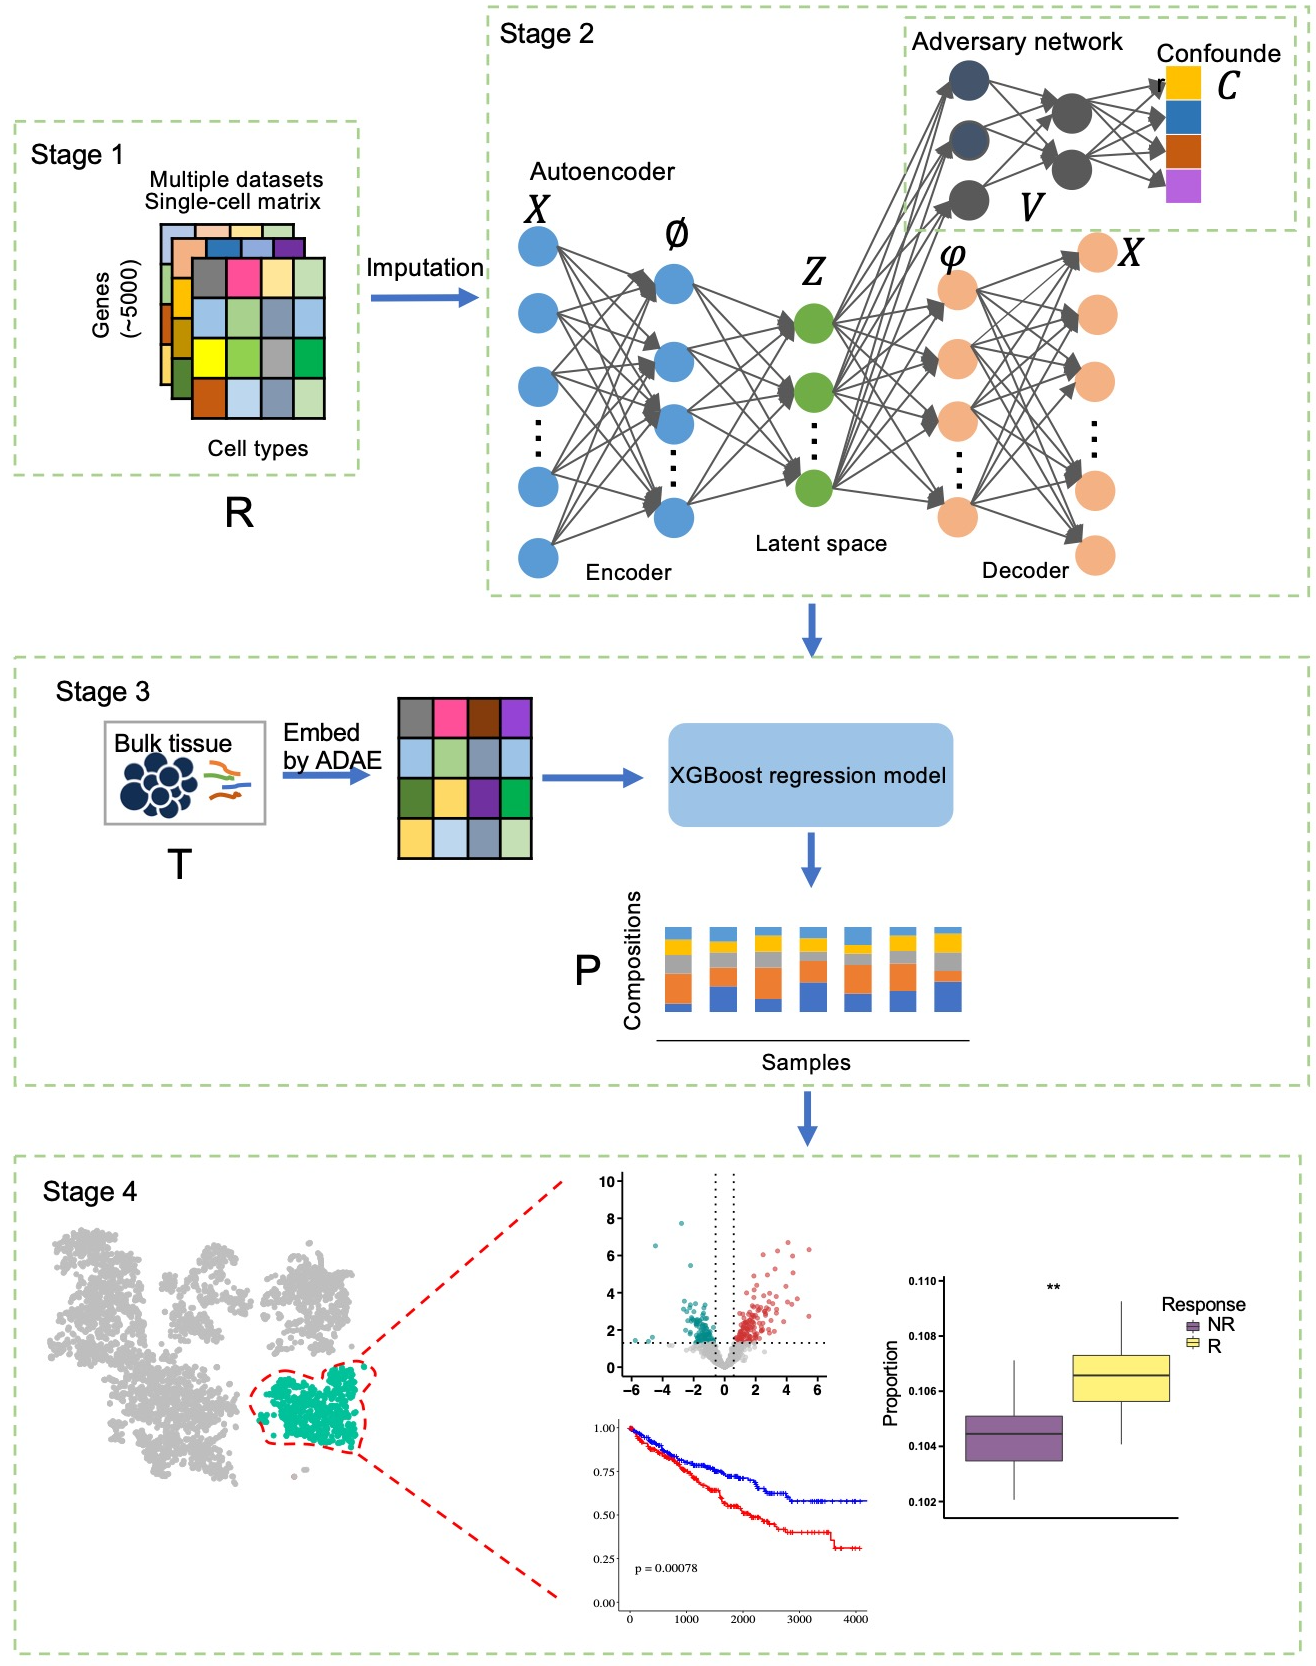 Stage 1
Multiple datasets
Single-cell matrix
Genes
(~5000)
Cell types
R
Imputation
Stage 2
Adversary network
Confounde
r
C
V
Autoencoder
X
Ø
Z
φ
X
Latent space
Encoder
Decoder
Stage 3
Bulk tissue
T
Embed
by ADAE
XGBoost regression model
P
Compositions
Samples
Stage 4
10
8
6
4
2
0
−6 −4 −2 0 2 4 6
1.00
0.75
0.50
0.25
0.00
p = 0.00078
0 1000 2000 3000 4000
0.110
0.108
0.106
0.104
0.102
Proportion
**
Response
NR
R